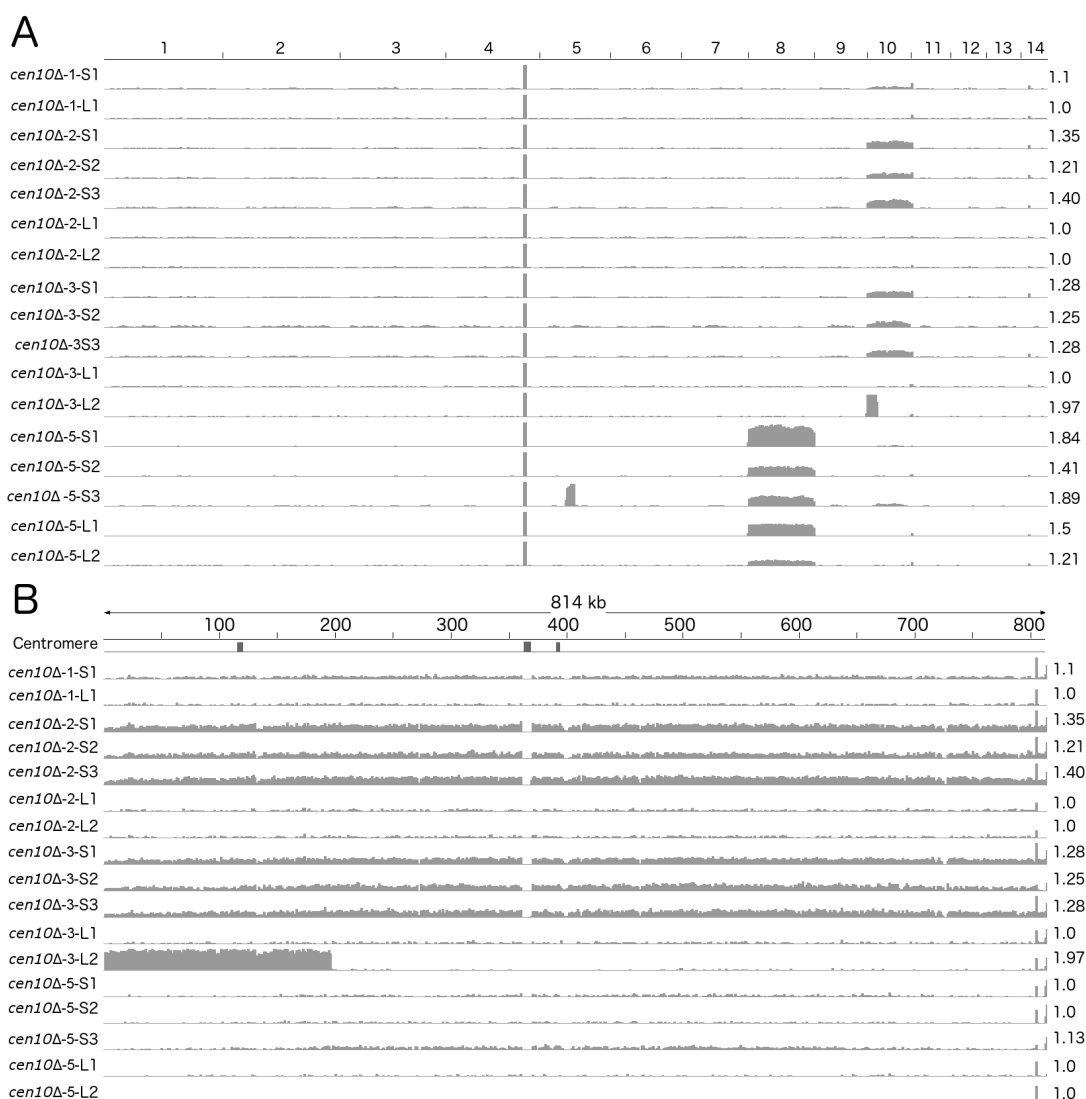 A
1 2 3 4 5 6 7 8 9 10 11 12 13 14
cen10Δ-1-S1 1.1
cen10Δ-1-L1 1.0
cen10Δ-2-S1 1.35
cen10Δ-2-S2 1.21
cen10Δ-2-S3 1.40
cen10Δ-2-L1 1.0
cen10Δ-2-L2 1.0
cen10Δ-3-S1 1.28
cen10Δ-3-S2 1.25
cen10Δ-3S3 1.28
cen10Δ-3-L1 1.0
cen10Δ-3-L2 1.97
cen10Δ-5-S1 1.84
cen10Δ-5-S2 1.41
cen10Δ -5-S3 1.89
cen10Δ-5-L1 1.5
cen10Δ-5-L2 1.21
B
814 kb
100 200 300 400 500 600 700 800
Centromere
cen10Δ-1-S1 1.1
cen10Δ-1-L1 1.0
cen10Δ-2-S1 1.35
cen10Δ-2-S2 1.21
cen10Δ-2-S3 1.40
cen10Δ-2-L1 1.0
cen10Δ-2-L2 1.0
cen10Δ-3-S1 1.28
cen10Δ-3-S2 1.25
cen10Δ-3-S3 1.28
cen10Δ-3-L1 1.0
cen10Δ-3-L2 1.97
cen10Δ-5-S1 1.0
cen10Δ-5-S2 1.0
cen10Δ-5-S3 1.13
cen10Δ-5-L1 1.0
cen10Δ-5-L2 1.0